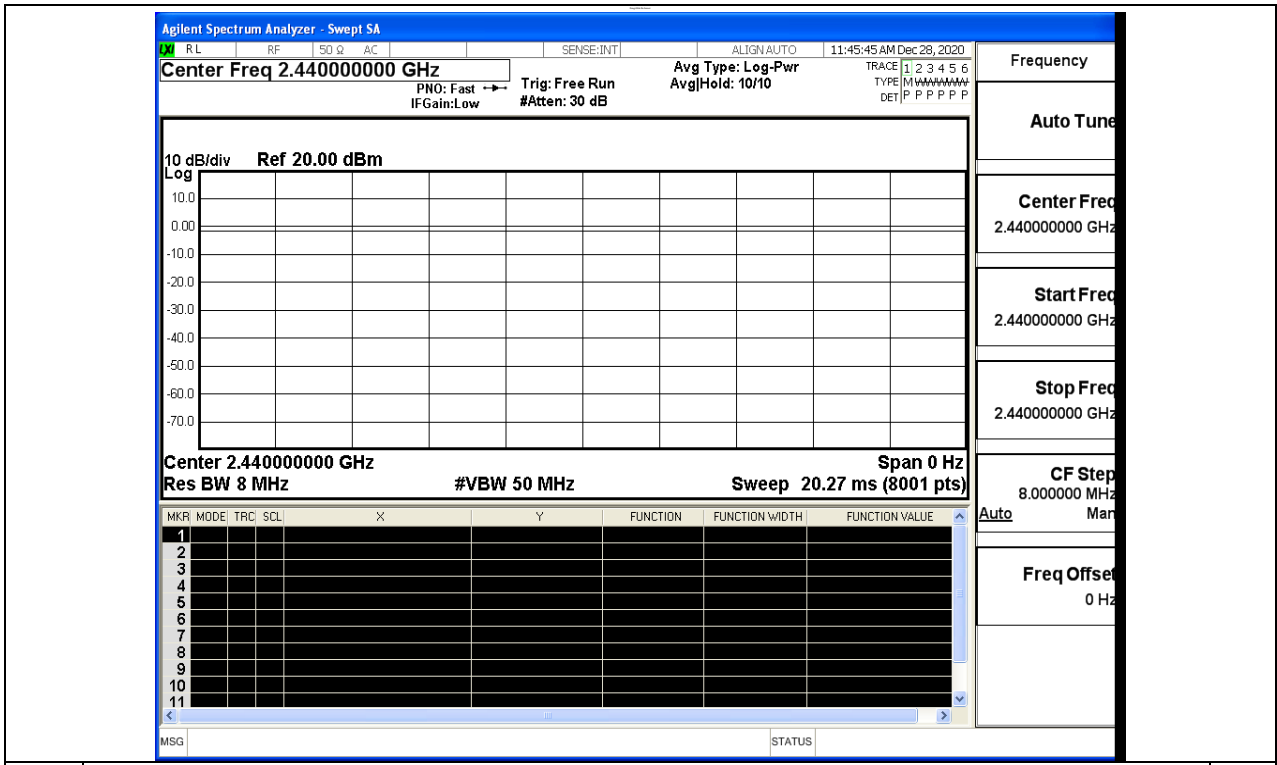 Agilent Spectrum Analyzer - Swept SA
LXI RL RF 50 Ω AC SENSE:INT ALIGN AUTO 11:45:45 AM Dec 28, 2020
Center Freq 2.440000000 GHz
PNO: Fast
IFGain:Low
Trig: Free Run
#Atten: 30 dB
Avg Type: Log-Pwr
Avg|Hold: 10/10
TRACE 1 2 3 4 5 6
TYPE M WWWWW
DET P P P P P P
10 dB/div Ref 20.00 dBm
Log
10.0
0.00
-10.0
-20.0
-30.0
-40.0
-50.0
-60.0
-70.0
Center 2.440000000 GHz Span 0 Hz
Res BW 8 MHz #VBW 50 MHz Sweep 20.27 ms (8001 pts)
MKR MODE TRC SCL X Y FUNCTION FUNCTION WIDTH FUNCTION VALUE
1
2
3
4
5
6
7
8
9
10
11
MSG STATUS
Frequency
Auto Tune
Center Freq
2.440000000 GHz
Start Freq
2.440000000 GHz
Stop Freq
2.440000000 GHz
CF Step
8.000000 MHz
Auto Man
Freq Offset
0 Hz